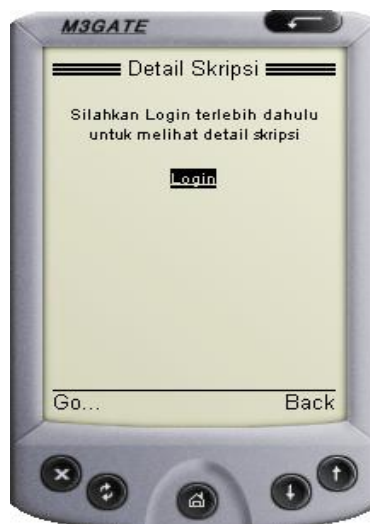 M3GATE
Detail Skripsi
Silahkan Login terlebih dahulu
untuk melihat detail skripsi
Login
Go... Back